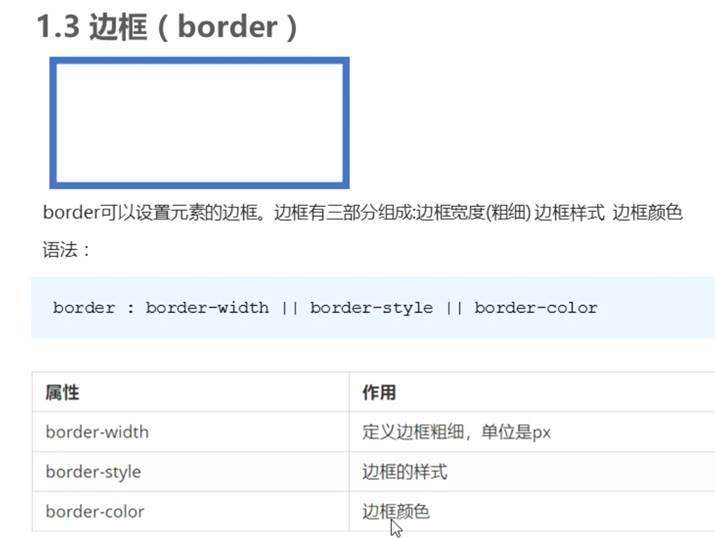 1.3 边框（border）
border可以设置元素的边框。边框有三部分组成:边框宽度(粗细) 边框样式 边框颜色
语法：
border : border-width || border-style || border-color
属性 作用
border-width 定义边框粗细，单位是px
border-style 边框的样式
border-color 边框颜色